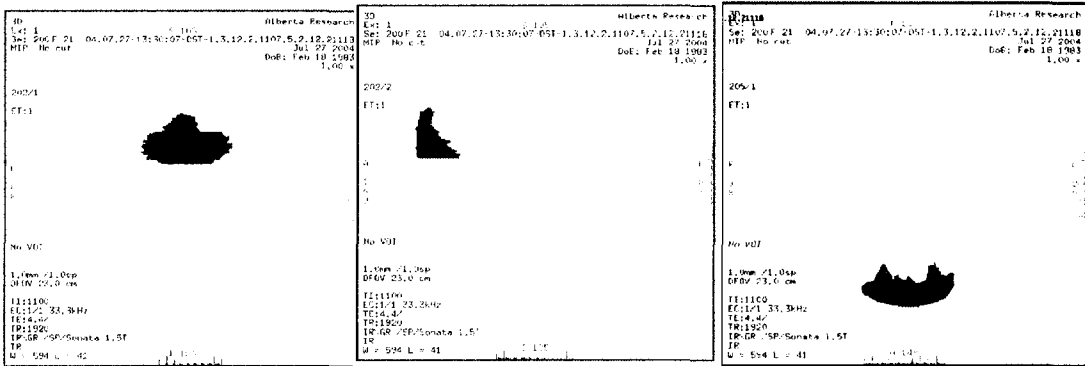 3D
Alberta Research
Ex: 1
Se: 200F 21 04.07.27-13:30:07-DST-1.3.12.2.1107.5.2.12.21118
MIP No cut
Jul 27 2004
DoB: Feb 18 1983
1.00 x
202/1
ET:1
No VOI
1.0mm /1.0sp
DFOV 23.0 cm
TI:1100
EC:1/1 33.3kHz
TE:4.4/
TR:1920
IR\GR /SP/Sonata 1.5T
TR
W = 594 L = 41
3D
Alberta Research
Ex: 1
Se: 200F 21 04.07.27-13:30:07-DST-1.3.12.2.1107.5.2.12.21118
MIP No cut
Jul 27 2004
DoB: Feb 18 1983
1.00 x
202/2
ET:1
No VOI
1.0mm /1.0sp
DFOV 23.0 cm
TI:1100
EC:1/1 33.3kHz
TE:4.4/
TR:1920
IR\GR /SP/Sonata 1.5T
IR
W = 594 L = 41
Alberta Research
Se: 200F 21 04.07.27-13:30:07-DST-1.3.12.2.1107.5.2.12.21118
MIP No cut
Jul 27 2004
DoB: Feb 18 1983
1.00 x
205/1
ET:1
No VOI
1.0mm /1.0sp
DFOV 23.0 cm
TI:1100
EC:1/1 33.3kHz
TE:4.4/
TR:1920
IR\GR /SP/Sonata 1.5T
IR
W = 594 L = 41